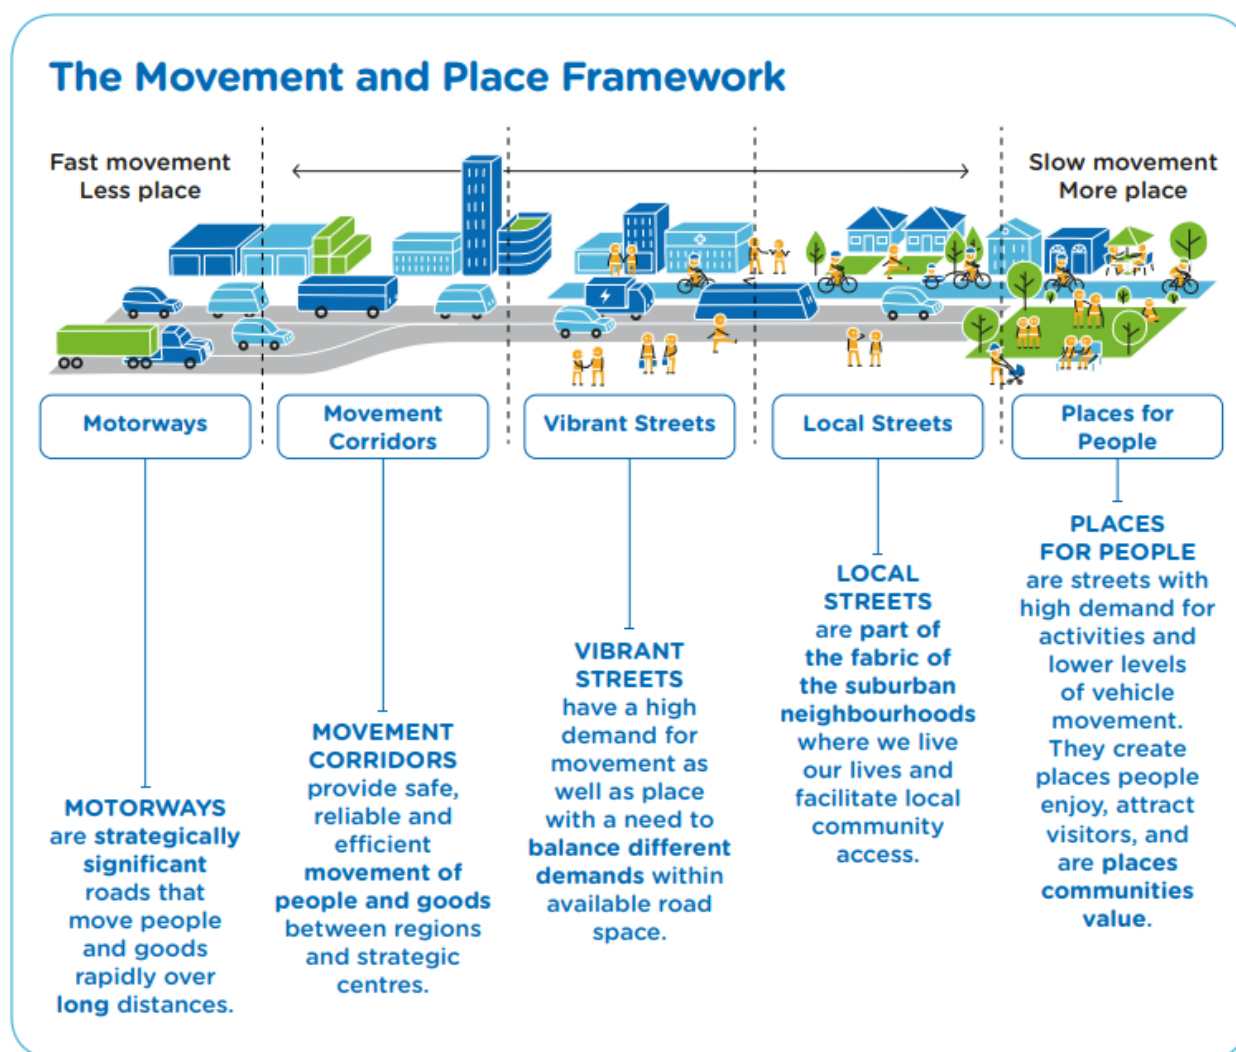 The Movement and Place Framework
Fast movement
Less place
Slow movement
More place
Motorways
Movement
Corridors
Vibrant Streets
Local Streets
Places for
People
MOTORWAYS
are strategically
significant
roads that
move people
and goods
rapidly over
long distances.
MOVEMENT
CORRIDORS
provide safe,
reliable and
efficient
movement of
people and goods
between regions
and strategic
centres.
VIBRANT
STREETS
have a high
demand for
movement as
well as place
with a need to
balance different
demands within
available road
space.
LOCAL
STREETS
are part of
the fabric of
the suburban
neighbourhoods
where we live
our lives and
facilitate local
community
access.
PLACES
FOR PEOPLE
are streets with
high demand for
activities and
lower levels
of vehicle
movement.
They create
places people
enjoy, attract
visitors, and
are places
communities
value.